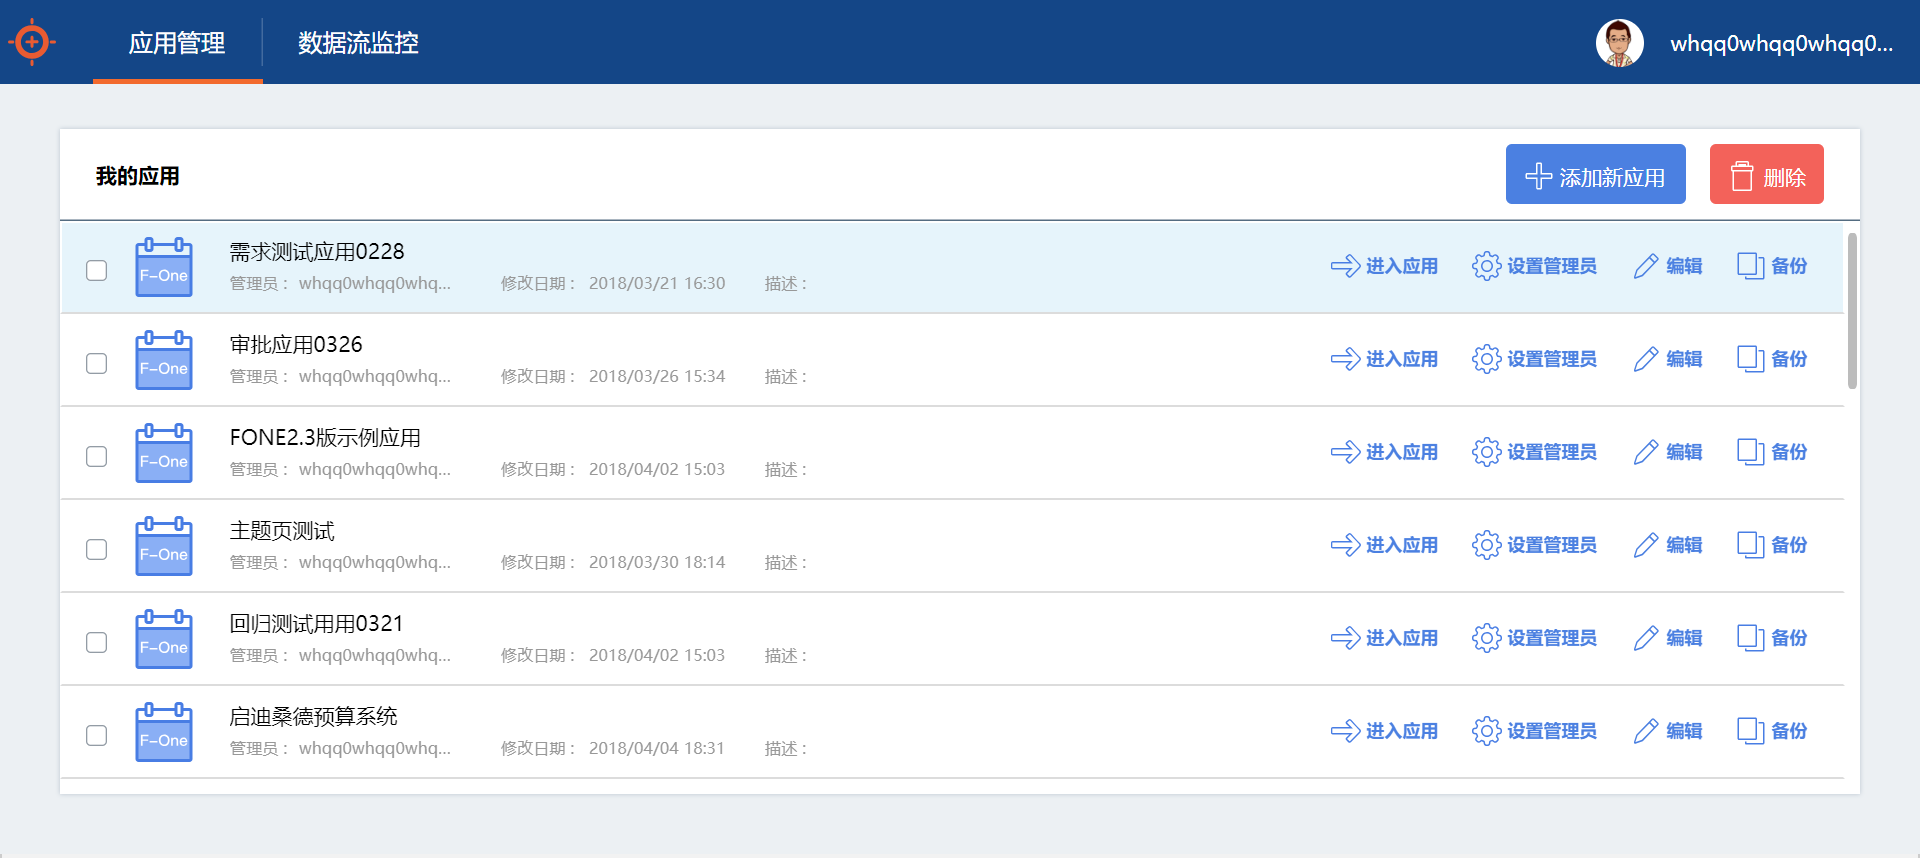 应用管理 数据流监控 whqq0whqq0whqq0...
我的应用 添加新应用 删除
F-One 需求测试应用0228
管理员： whqq0whqq0whq... 修改日期： 2018/03/21 16:30 描述： 进入应用 设置管理员 编辑 备份
F-One 审批应用0326
管理员： whqq0whqq0whq... 修改日期： 2018/03/26 15:34 描述： 进入应用 设置管理员 编辑 备份
F-One FONE2.3版示例应用
管理员： whqq0whqq0whq... 修改日期： 2018/04/02 15:03 描述： 进入应用 设置管理员 编辑 备份
F-One 主题页测试
管理员： whqq0whqq0whq... 修改日期： 2018/03/30 18:14 描述： 进入应用 设置管理员 编辑 备份
F-One 回归测试用用0321
管理员： whqq0whqq0whq... 修改日期： 2018/04/02 15:03 描述： 进入应用 设置管理员 编辑 备份
F-One 启迪桑德预算系统
管理员： whqq0whqq0whq... 修改日期： 2018/04/04 18:31 描述： 进入应用 设置管理员 编辑 备份